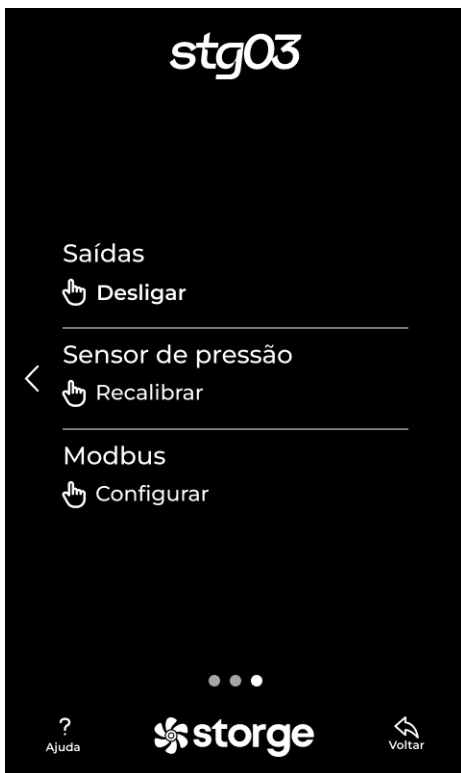 stg03
Saídas
Desligar
Sensor de pressão
Recalibrar
Modbus
Configurar
?
Ajuda
storge
Voltar